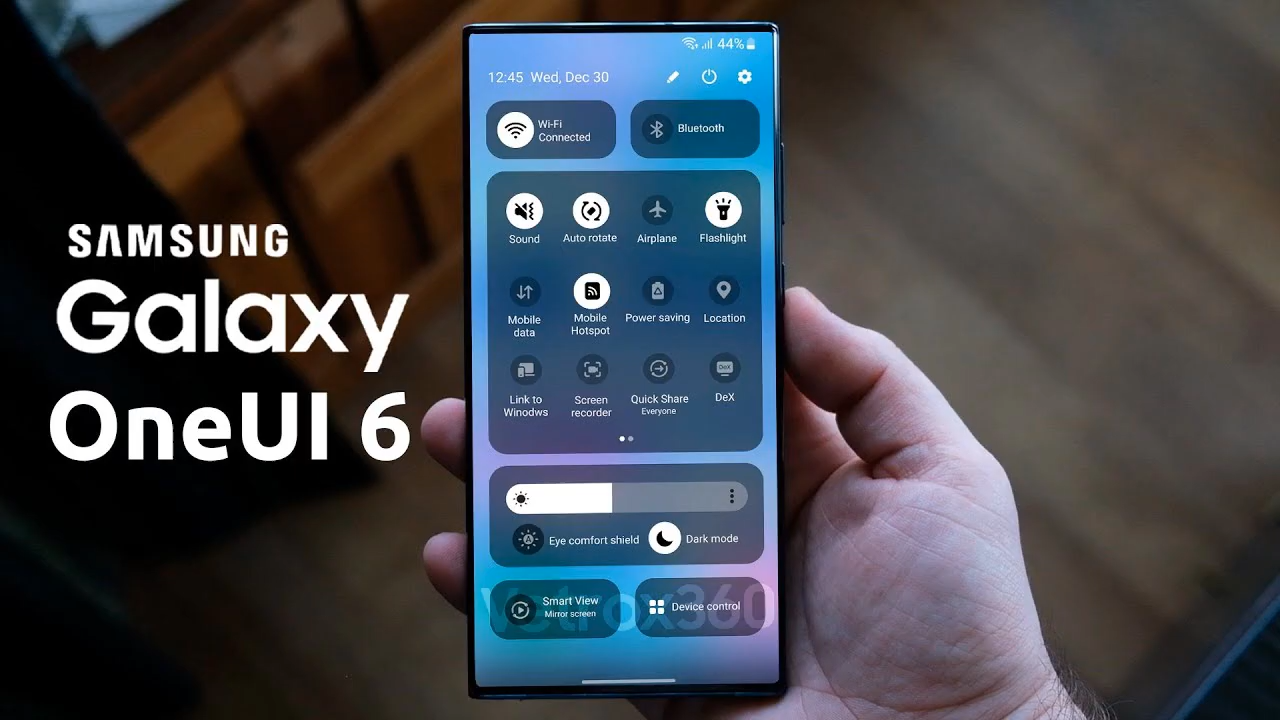 44%
12:45 Wed, Dec 30
Wi-Fi
Connected
Bluetooth
Sound
Auto rotate
Airplane
Flashlight
Mobile
data
Mobile
Hotspot
Power saving
Location
Link to
Winodws
Screen
recorder
Quick Share
Everyone
DeX
DeX
A
Eye comfort shield
Dark mode
Smart View
Mirror screen
Device control
Vetrox360
SAMSUNG
Galaxy
OneUI 6